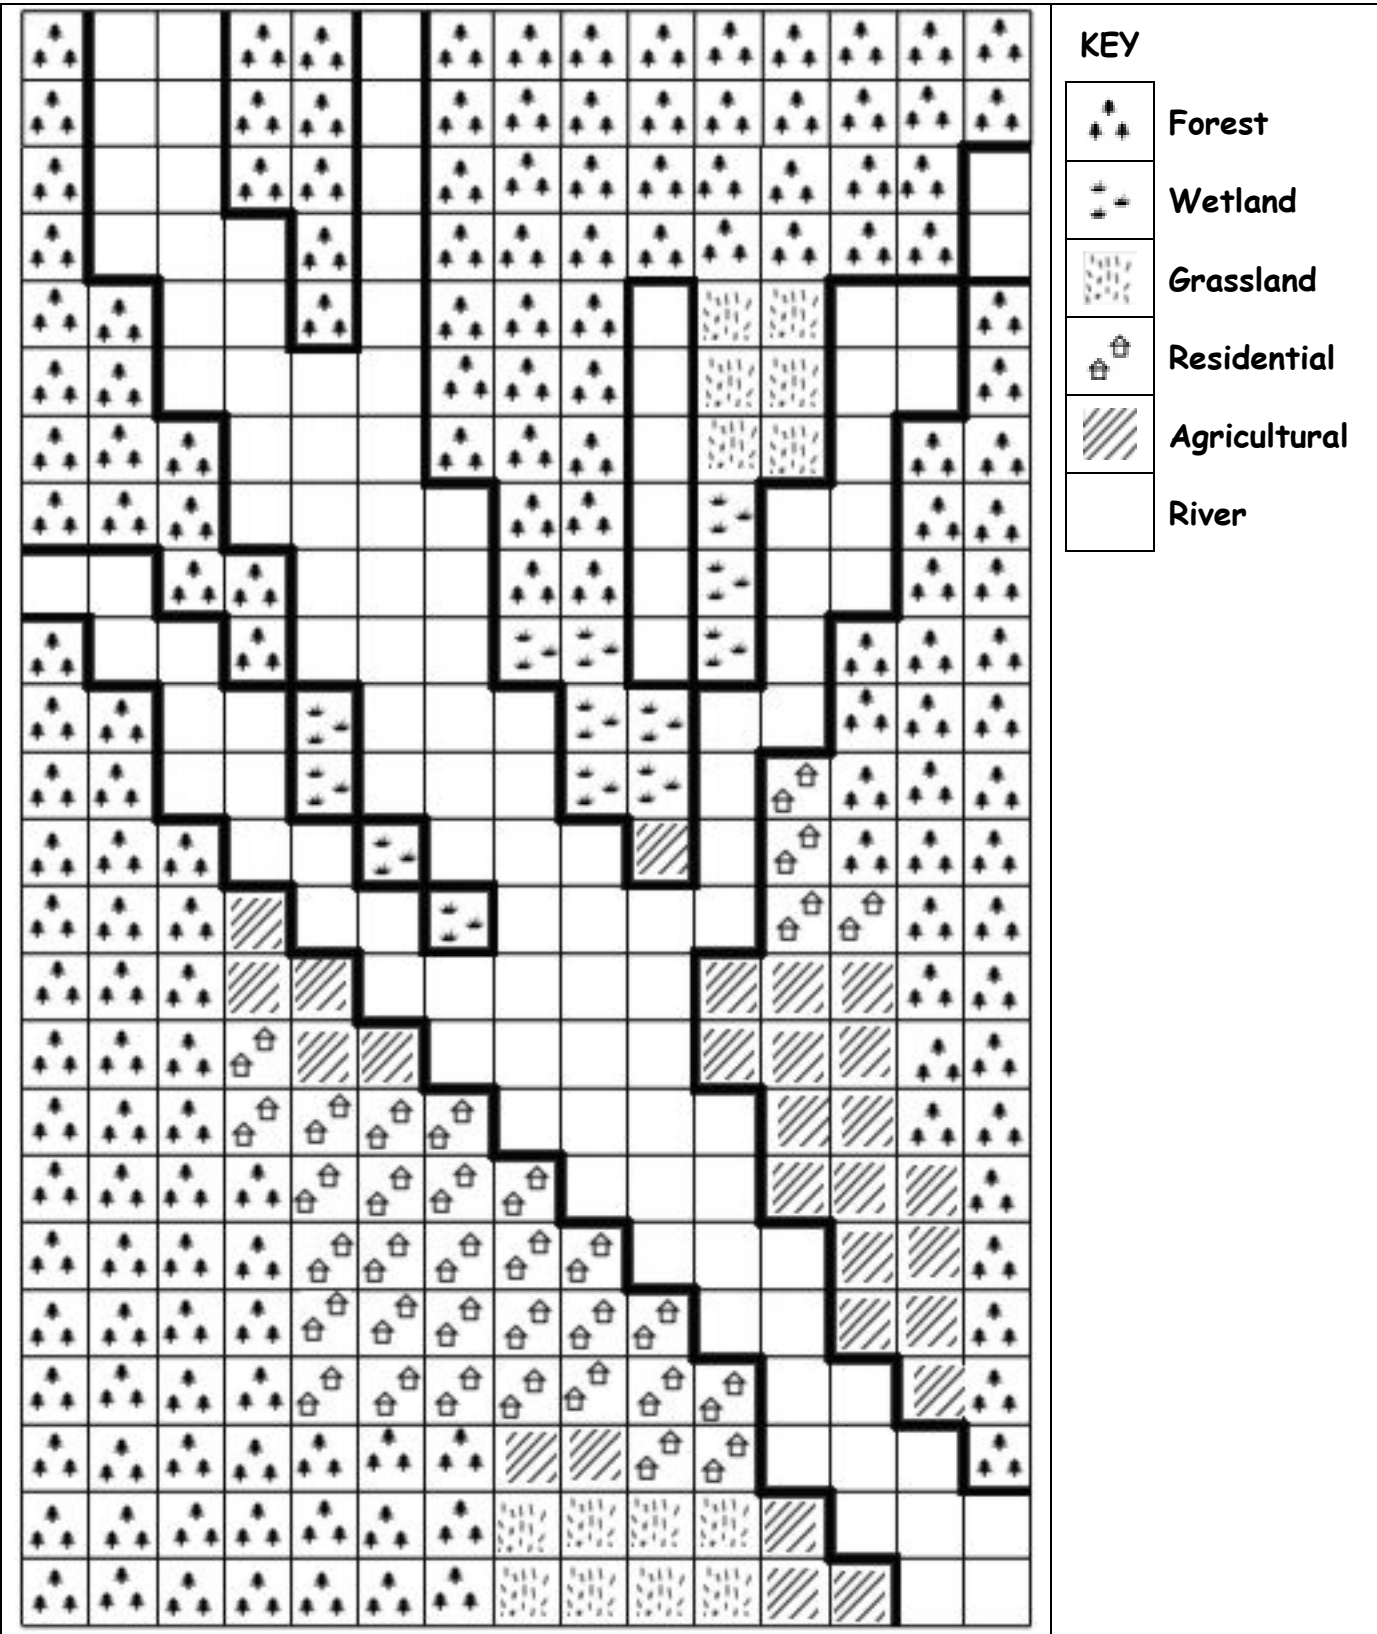 KEY
Forest
Wetland
Grassland
Residential
Agricultural
River